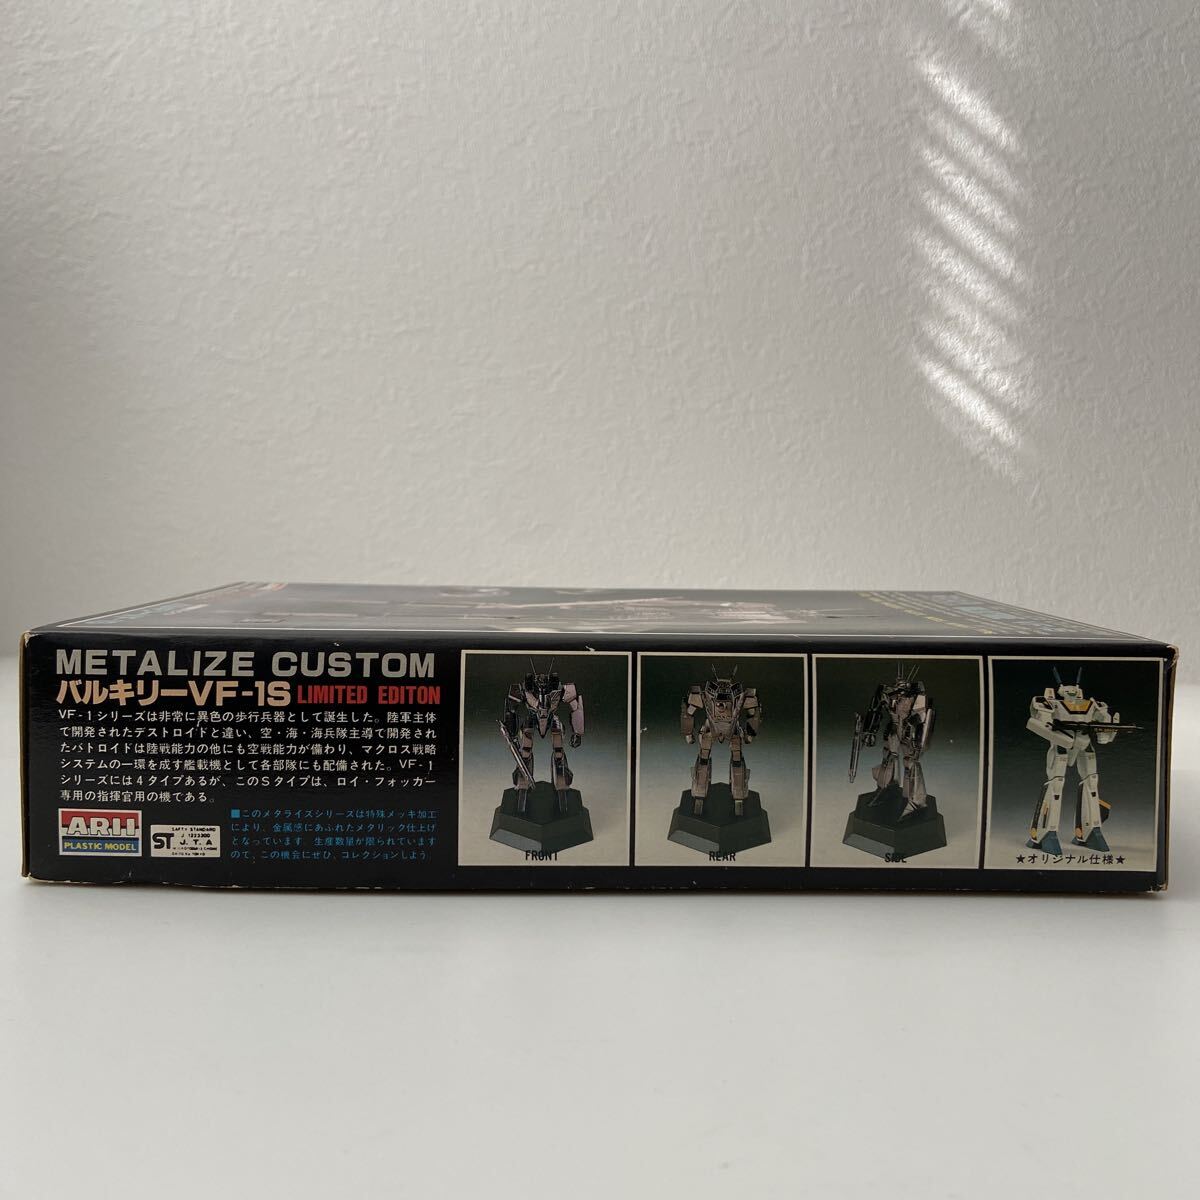 METALIZE CUSTOM
バルキリーVF-1S LIMITED EDITON
VF-1シリーズは非常に異色の歩行兵器として誕生した。陸軍主体
で開発されたデストロイドと違い、空・海・海兵隊主導で開発され
たバトロイドは陸戦能力の他にも空戦能力が備わり、マクロス戦略
システムの一環を成す艦載機として各部隊にも配備された。VF-1
シリーズには4タイプあるが、このSタイプは、ロイ・フォッカー
専用の指揮官用の機である。
■このメタライズシリーズは特殊メッキ加工
により、金属感にあふれたメタリック仕上げ
となっています。生産数量が限られています
ので、この機会にぜひ、コレクションしよう。
ARII
PLASTIC MODEL
ST
SAFTY STANDARD
J 1223300
J. T. A
FRONT
REAR
SIDE
★オリジナル仕様★